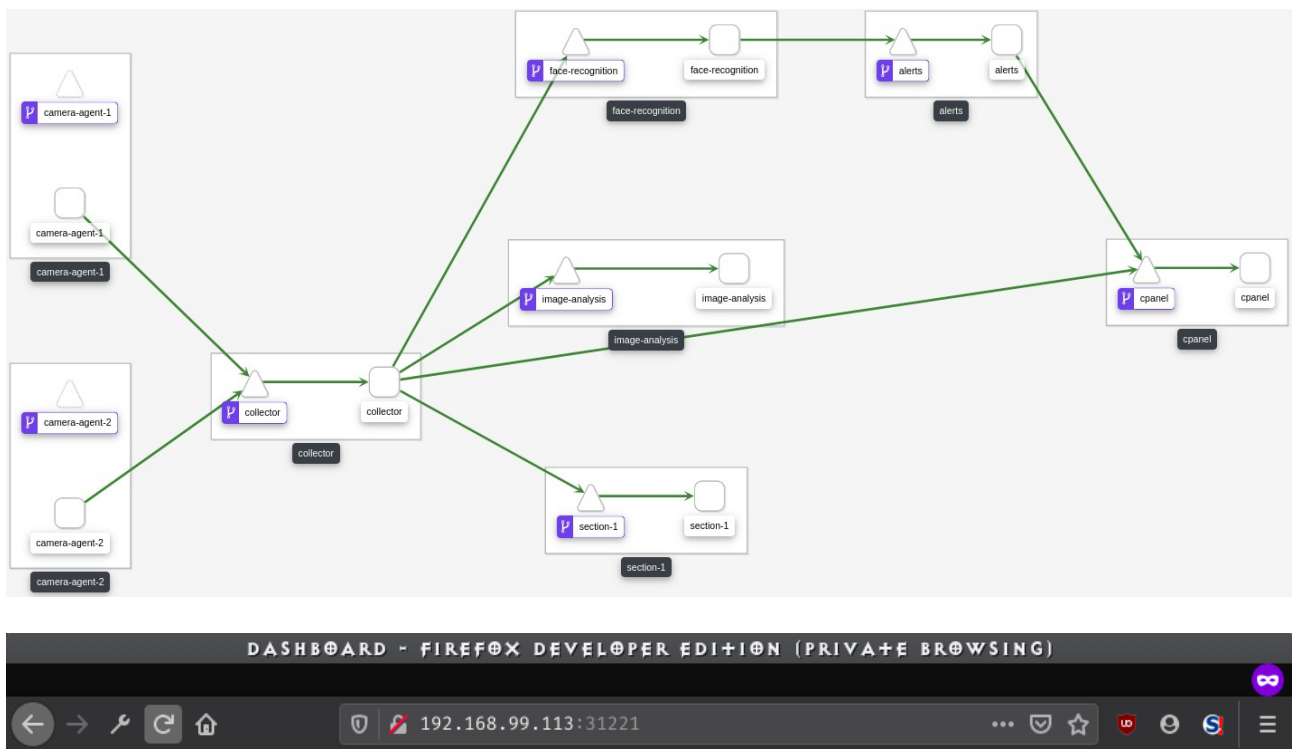 face-recognition
face-recognition
face-recognition
alerts
alerts
alerts
camera-agent-1
camera-agent-1
camera-agent-1
image-analysis
image-analysis
image-analysis
cpanel
cpanel
cpanel
camera-agent-2
camera-agent-2
camera-agent-2
collector
collector
collector
section-1
section-1
section-1
DASHBOARD - FIREFOX DEVELOPER EDITION (PRIVATE BROWSING)
192.168.99.113:31221
UD
S